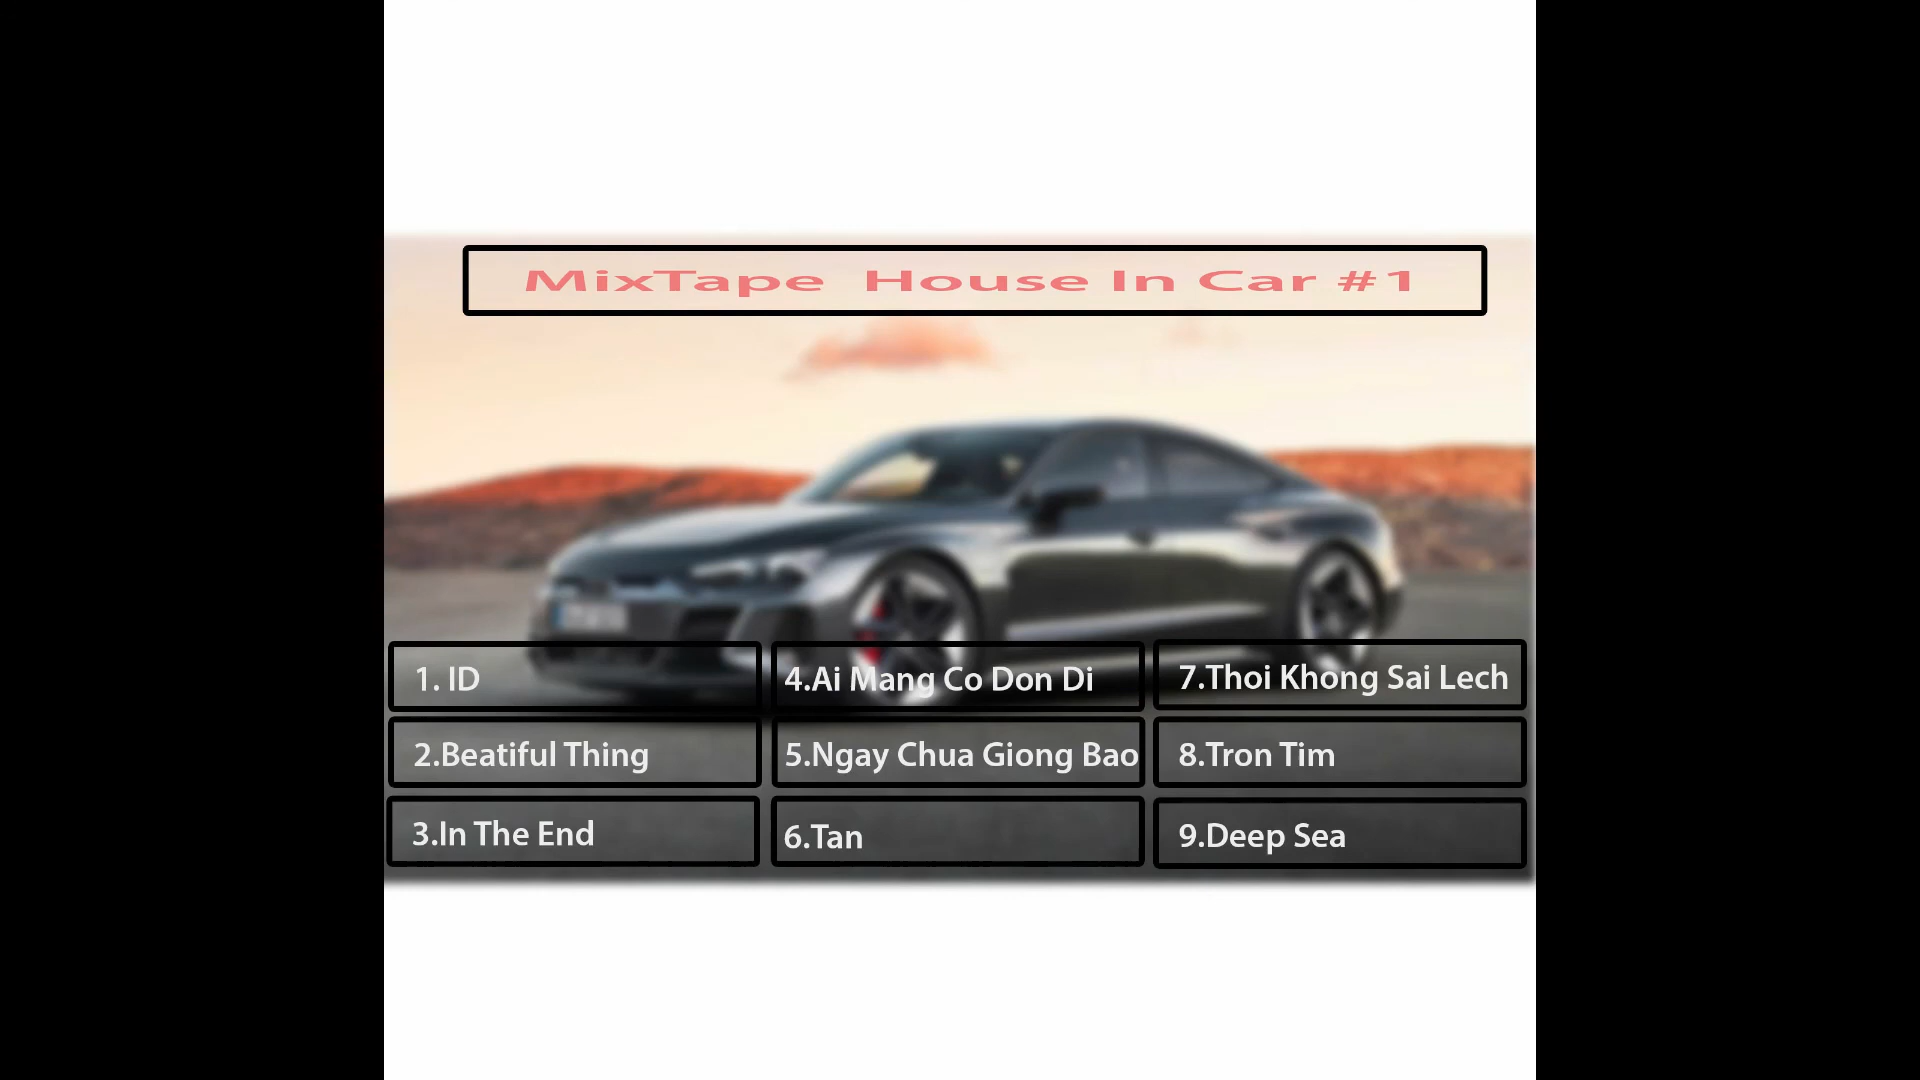 MixTape House In Car #1
1. ID
2.Beatiful Thing
3.In The End
4.Ai Mang Co Don Di
5.Ngay Chua Giong Bao
6.Tan
7.Thoi Khong Sai Lech
8.Tron Tim
9.Deep Sea